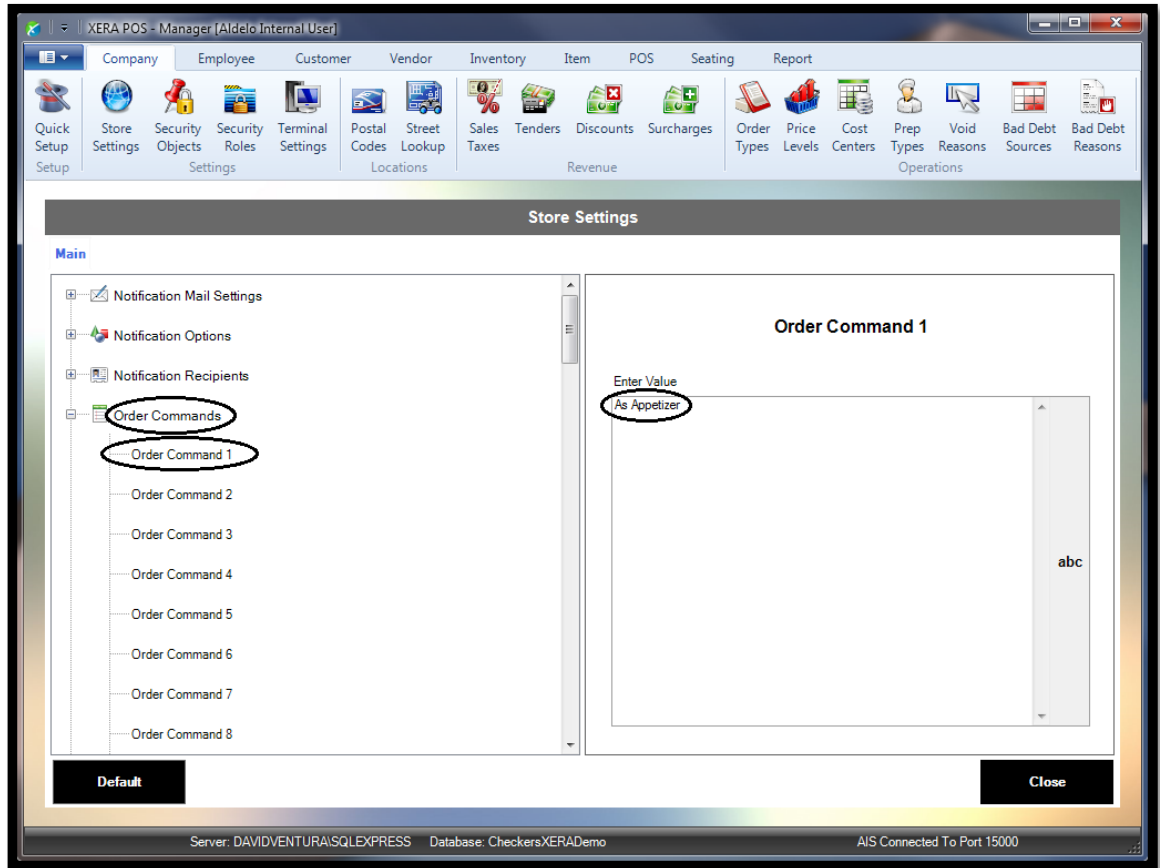 XERA POS - Manager [Aldelo Internal User]
Company Employee Customer Vendor Inventory Item POS Seating Report
Quick Setup
Store Settings
Security Objects
Security Roles
Terminal Settings
Postal Codes
Street Lookup
Sales Taxes
Tenders
Discounts
Surcharges
Order Types
Price Levels
Cost Centers
Prep Types
Void Reasons
Bad Debt Sources
Bad Debt Reasons
Setup Settings Locations Revenue Operations
Store Settings
Main
Notification Mail Settings
Notification Options
Notification Recipients
Order Commands
Order Command 1
Order Command 2
Order Command 3
Order Command 4
Order Command 5
Order Command 6
Order Command 7
Order Command 8
Order Command 1
Enter Value
As Appetizer
abc
Default
Close
Server: DAVIDVENTURA\SQLEXPRESS Database: CheckersXERADemo AIS Connected To Port 15000